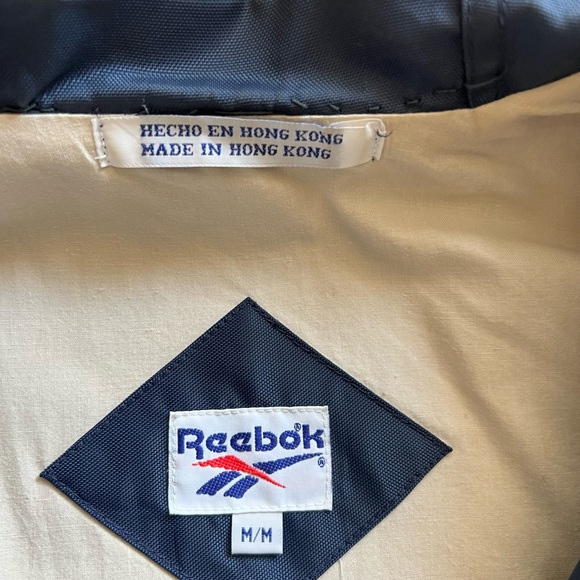 HECHO EN HONG KONG
MADE IN HONG KONG
Reebok®
®
M/M